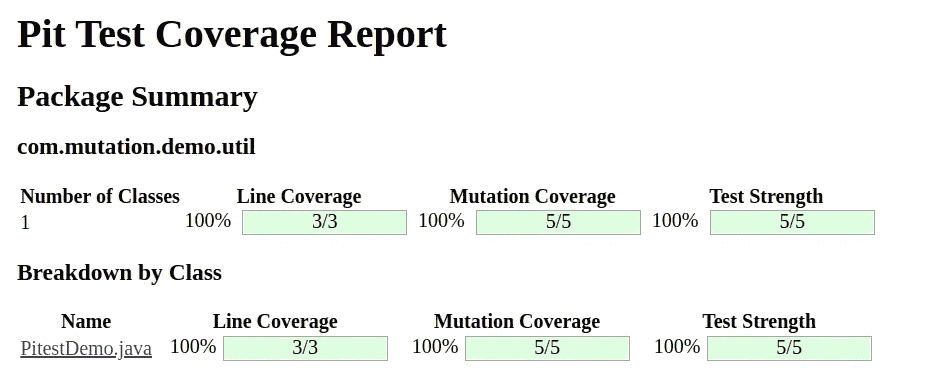 Pit Test Coverage Report
Package Summary
com.mutation.demo.util
Number of Classes Line Coverage Mutation Coverage Test Strength
1 100% 3/3 100% 5/5 100% 5/5
Breakdown by Class
Name Line Coverage Mutation Coverage Test Strength
PitestDemo.java 100% 3/3 100% 5/5 100% 5/5